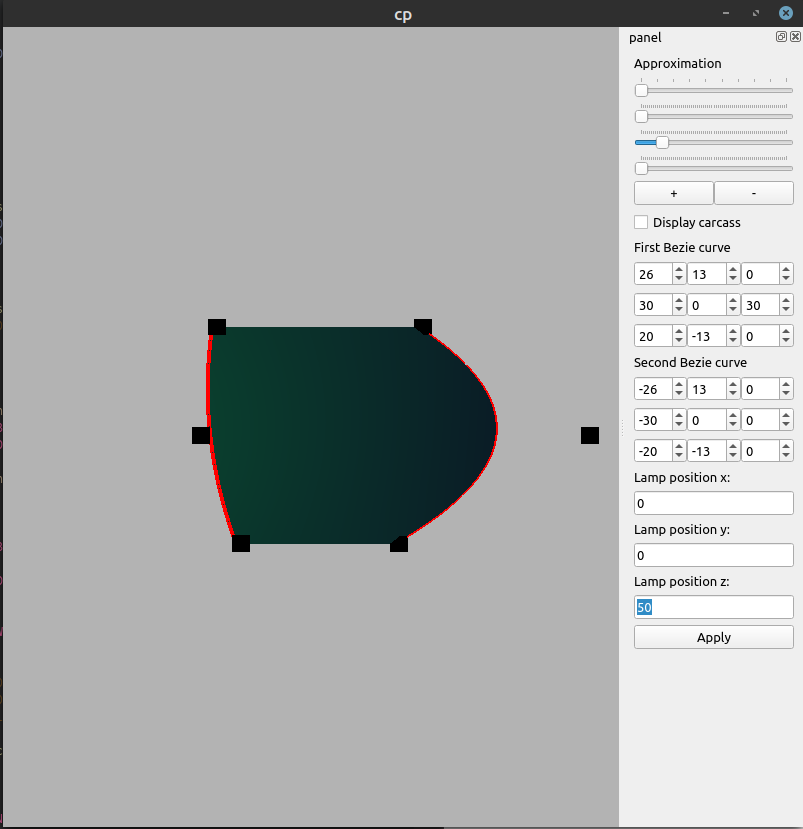 cp
panel
Approximation
+ -
Display carcass
First Bezie curve
26 13 0
30 0 30
20 -13 0
Second Bezie curve
-26 13 0
-30 0 0
-20 -13 0
Lamp position x:
0
Lamp position y:
0
Lamp position z:
50
Apply